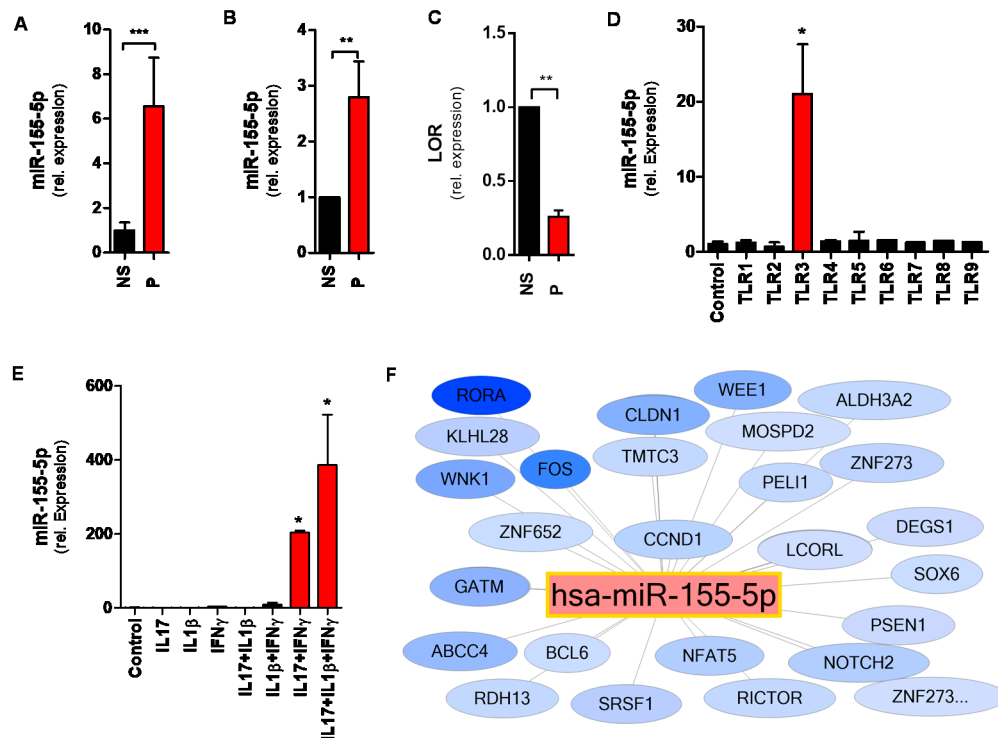 A
miR-155-5p
(rel. expression)
10
8
6
4
2
0
***
NS
P
B
miR-155-5p
(rel. expression)
4
3
2
1
0
**
NS
P
C
LOR
(rel. expression)
1.0
0.5
0.0
**
NS
P
D
miR-155-5p
(rel. Expression)
30
20
10
0
*
Control
TLR1
TLR2
TLR3
TLR4
TLR5
TLR6
TLR7
TLR8
TLR9
E
miR-155-5p
(rel. Expression)
600
400
200
0
*
*
Control
IL17
IL1β
IFNγ
IL17+IL1β
IL1β+IFNγ
IL17+IFNγ
IL17+IL1β+IFNγ
F
RORA
WEE1
ALDH3A2
CLDN1
KLHL28
MOSPD2
TMTC3
ZNF273
FOS
WNK1
PELI1
ZNF652
CCND1
DEGS1
LCORL
SOX6
GATM
hsa-miR-155-5p
PSEN1
ABCC4
BCL6
NFAT5
NOTCH2
RDH13
SRSF1
RICTOR
ZNF273...